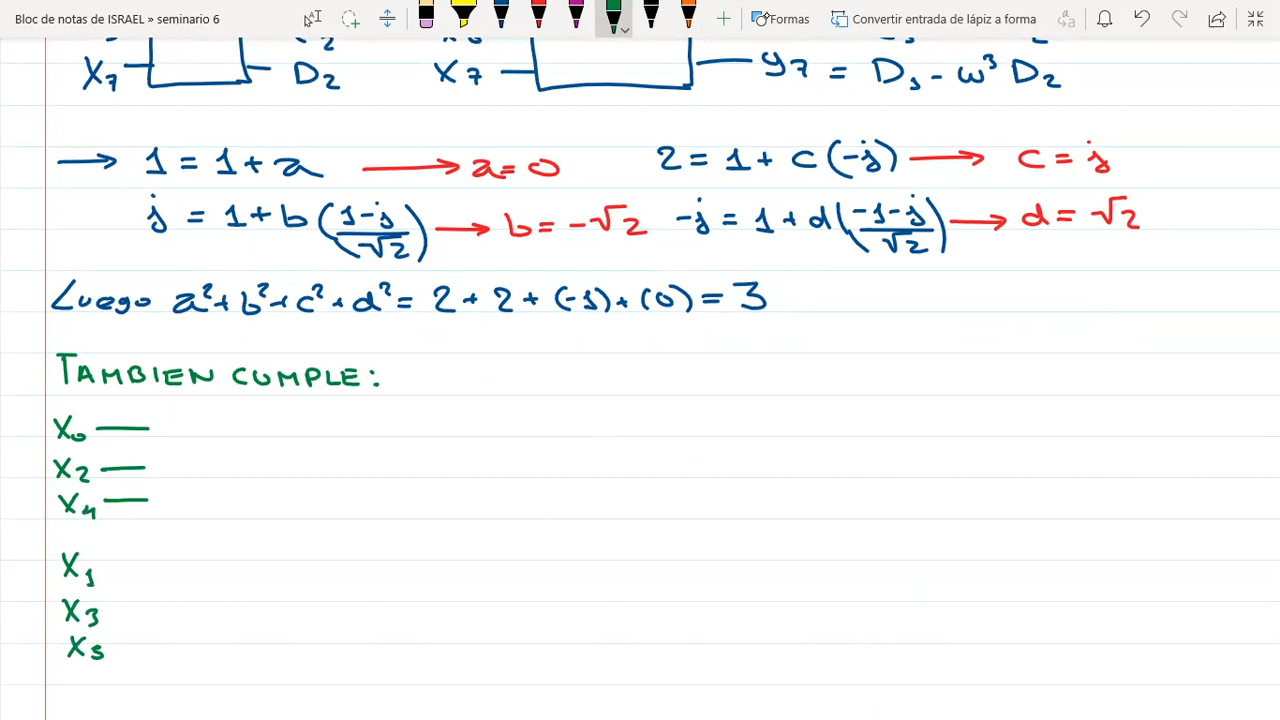 Bloc de notas de ISRAEL » seminario 6 Formas Convertir entrada de lápiz a forma
X7 D2 X7 y7 = D3 - ω³ D2
→ 1 = 1 + a → a = 0 2 = 1 + c(-j) → c = j
j = 1 + b((1-j)/√2) → b = -√2 -j = 1 + d((-1-j)/√2) → d = √2
Luego a² + b² + c² + d² = 2 + 2 + (-1) + (0) = 3
TAMBIEN CUMPLE:
X0
X2
X4
X1
X3
X5